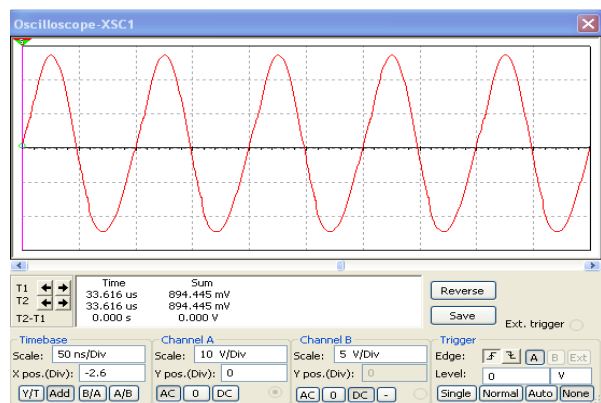 Oscilloscope-XSC1
Time Sum
T1 33.616 us 894.445 mV
T2 33.616 us 894.445 mV
T2-T1 0.000 s 0.000 V
Reverse
Save
Ext. trigger
Timebase
Scale: 50 ns/Div
X pos.(Div): -2.6
Y/T Add B/A A/B
Channel A
Scale: 10 V/Div
Y pos.(Div): 0
AC 0 DC
Channel B
Scale: 5 V/Div
Y pos.(Div): 0
AC 0 DC -
Trigger
Edge: A B Ext
Level: 0 V
Single Normal Auto None